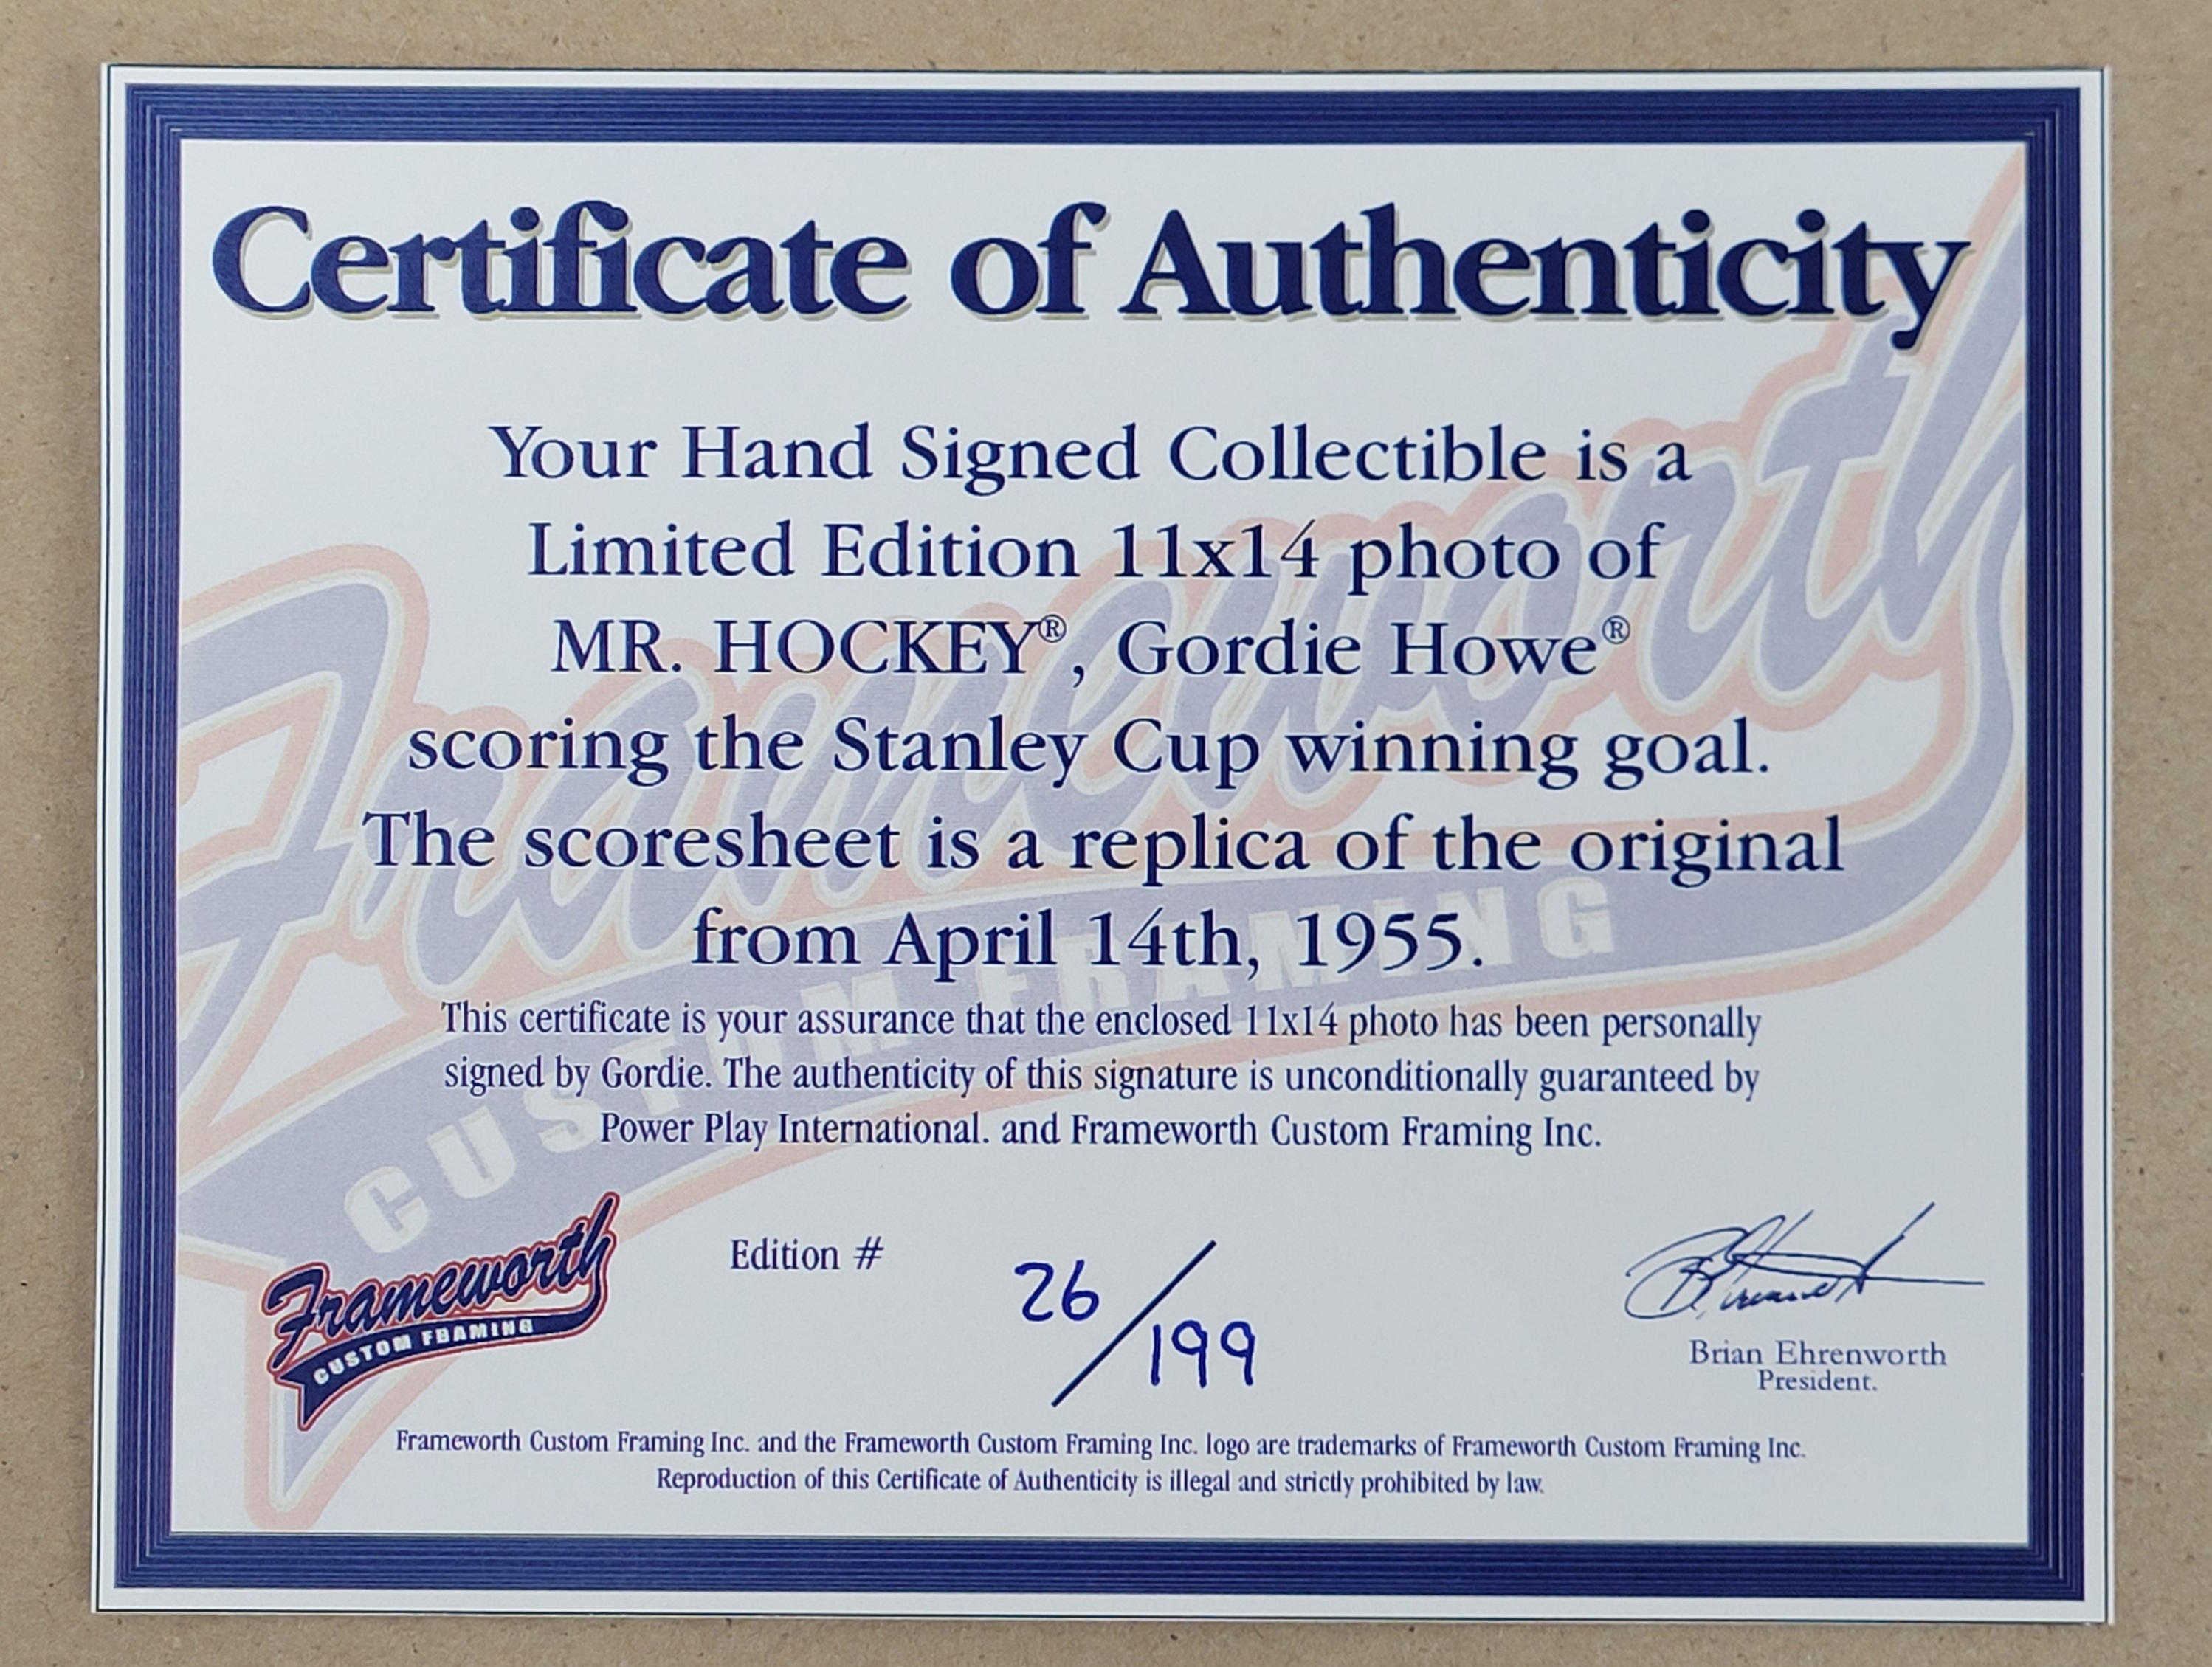 Certificate of Authenticity
Your Hand Signed Collectible is a
Limited Edition 11x14 photo of
MR. HOCKEY®, Gordie Howe®
scoring the Stanley Cup winning goal.
The scoresheet is a replica of the original
from April 14th, 1955.
This certificate is your assurance that the enclosed 11x14 photo has been personally
signed by Gordie. The authenticity of this signature is unconditionally guaranteed by
Power Play International. and Frameworth Custom Framing Inc.
Frameworth
CUSTOM FRAMING
Frameworth
CUSTOM FRAMING
Edition #
26/199
Brian Ehrenworth
President.
Frameworth Custom Framing Inc. and the Frameworth Custom Framing Inc. logo are trademarks of Frameworth Custom Framing Inc.
Reproduction of this Certificate of Authenticity is illegal and strictly prohibited by law.